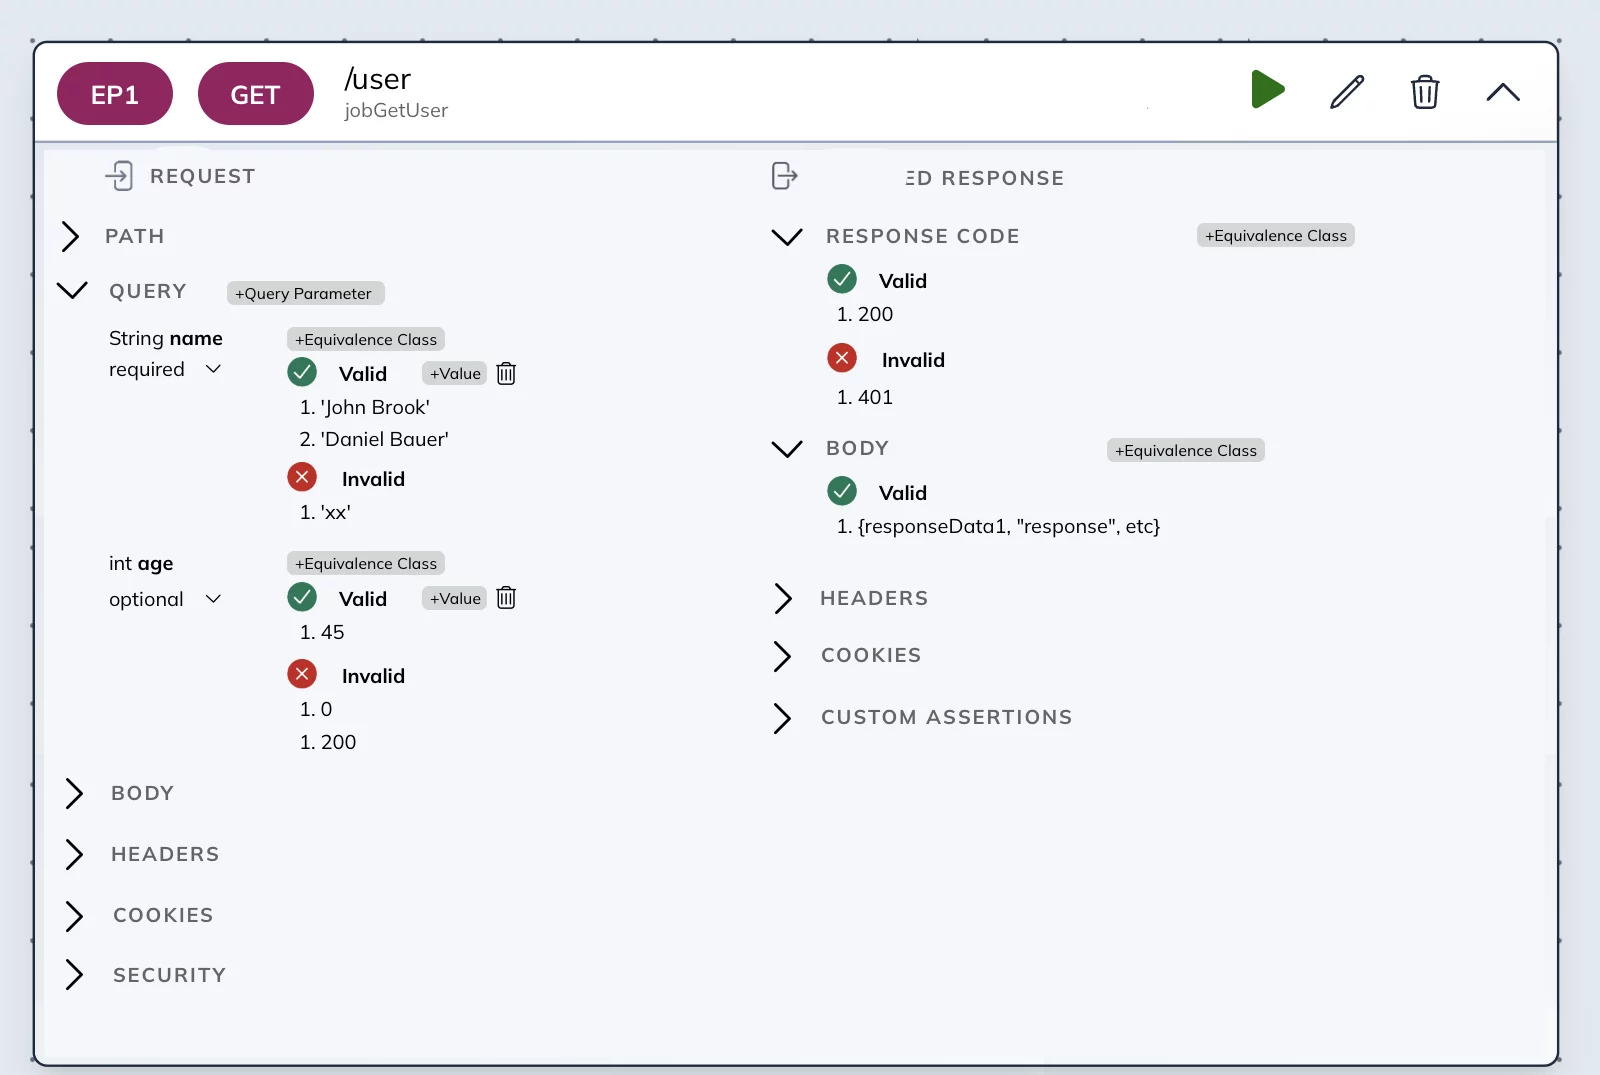 EP1
GET
/user
jobGetUser
REQUEST
PATH
QUERY
+Query Parameter
String name
+Equivalence Class
required
Valid
+Value
1. 'John Brook'
2. 'Daniel Bauer'
Invalid
1. 'xx'
int age
+Equivalence Class
optional
Valid
+Value
1. 45
Invalid
1. 0
1. 200
BODY
HEADERS
COOKIES
SECURITY
ED RESPONSE
RESPONSE CODE
+Equivalence Class
Valid
1. 200
Invalid
1. 401
BODY
+Equivalence Class
Valid
1. {responseData1, "response", etc}
HEADERS
COOKIES
CUSTOM ASSERTIONS